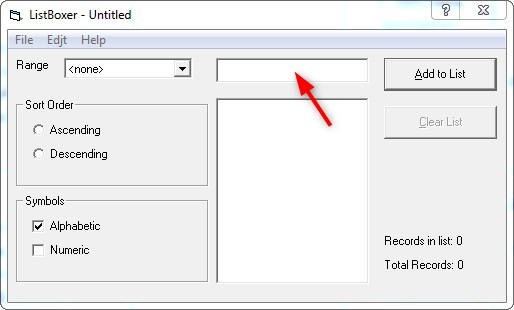 ListBoxer - Untitled
?
File Edjt Help
Range <none> Add to List
Sort Order
Clear List
Ascending
Descending
Symbols
Alphabetic
Numeric
Records in list: 0
Total Records: 0